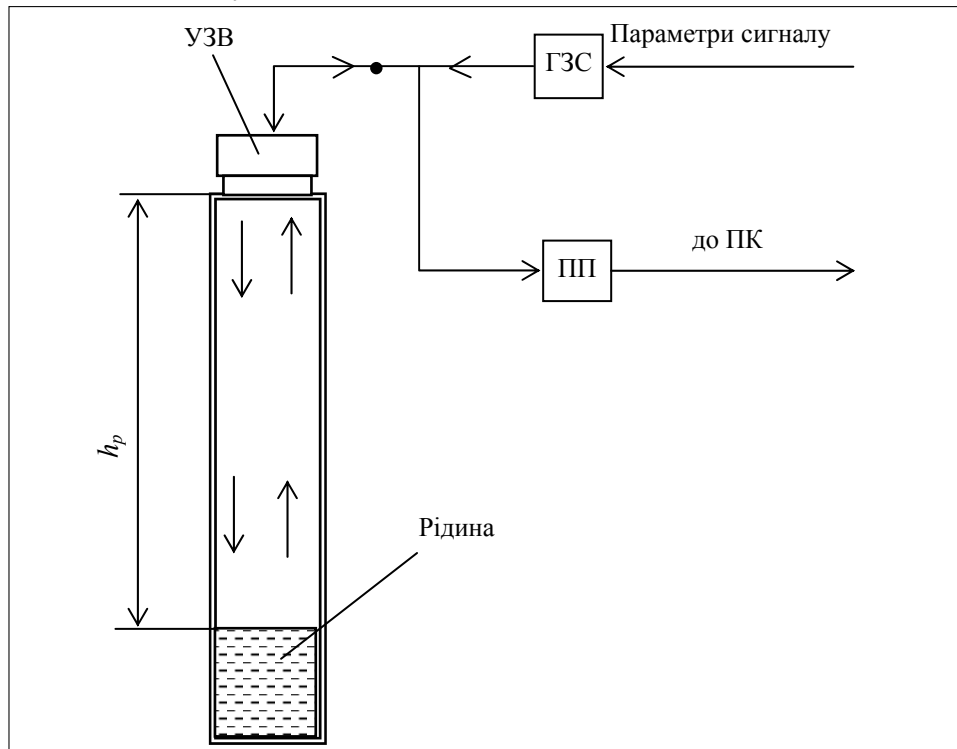 УЗВ
Параметри сигналу
ГЗС
до ПК
ПП
hₚ
Рідина